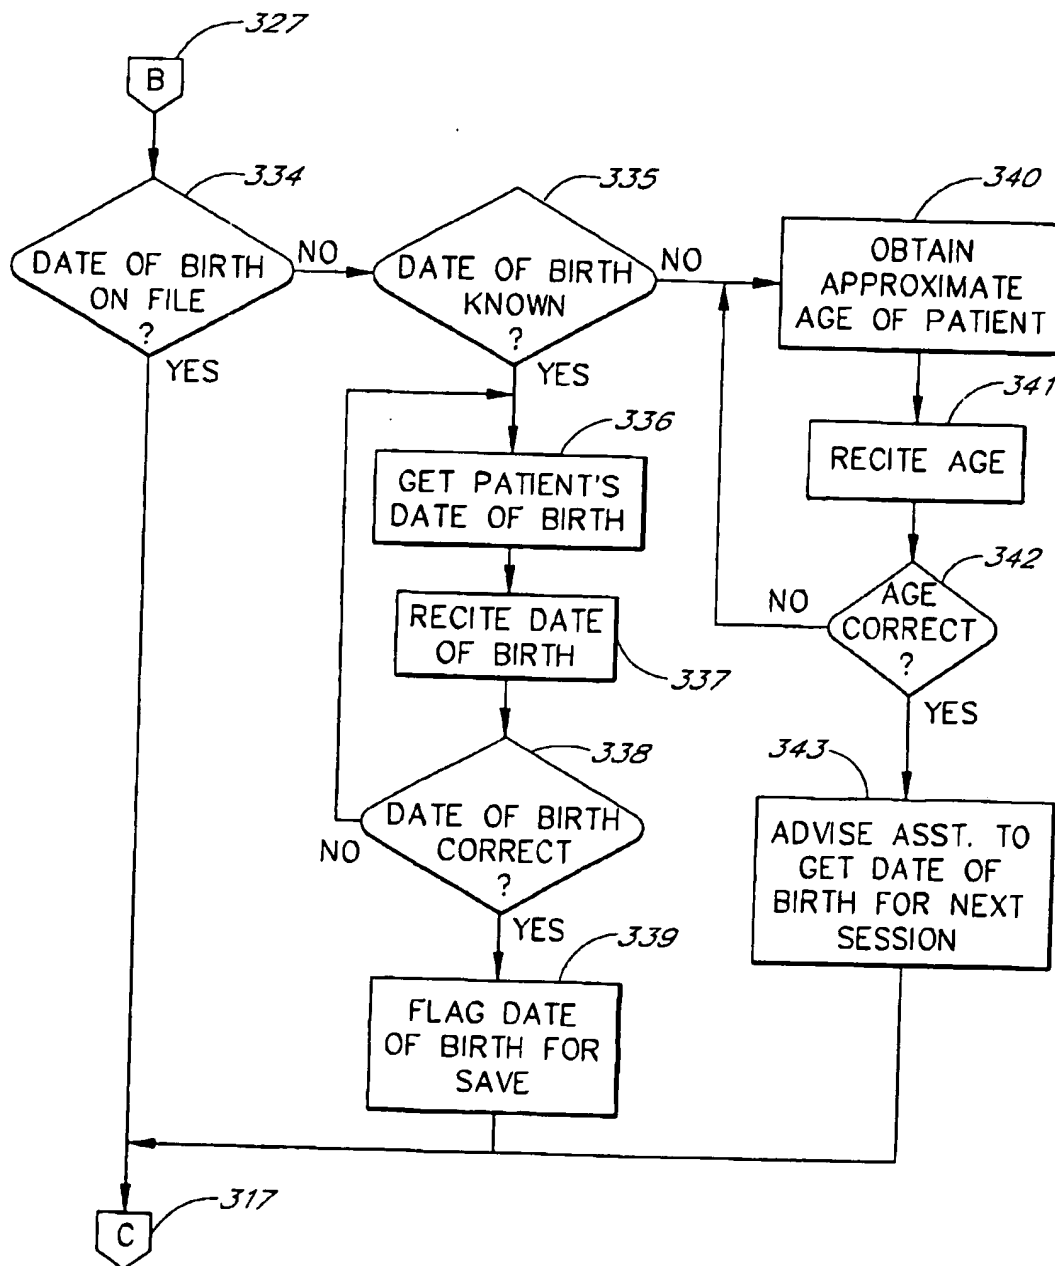 327
B
334
DATE OF BIRTH
ON FILE
?
NO
YES
335
DATE OF BIRTH
KNOWN
?
NO
YES
340
OBTAIN
APPROXIMATE
AGE OF PATIENT
341
RECITE AGE
342
AGE
CORRECT
?
NO
YES
343
ADVISE ASST. TO
GET DATE OF
BIRTH FOR NEXT
SESSION
336
GET PATIENT'S
DATE OF BIRTH
RECITE DATE
OF BIRTH
337
338
DATE OF BIRTH
CORRECT
?
NO
YES
339
FLAG DATE
OF BIRTH FOR
SAVE
317
C